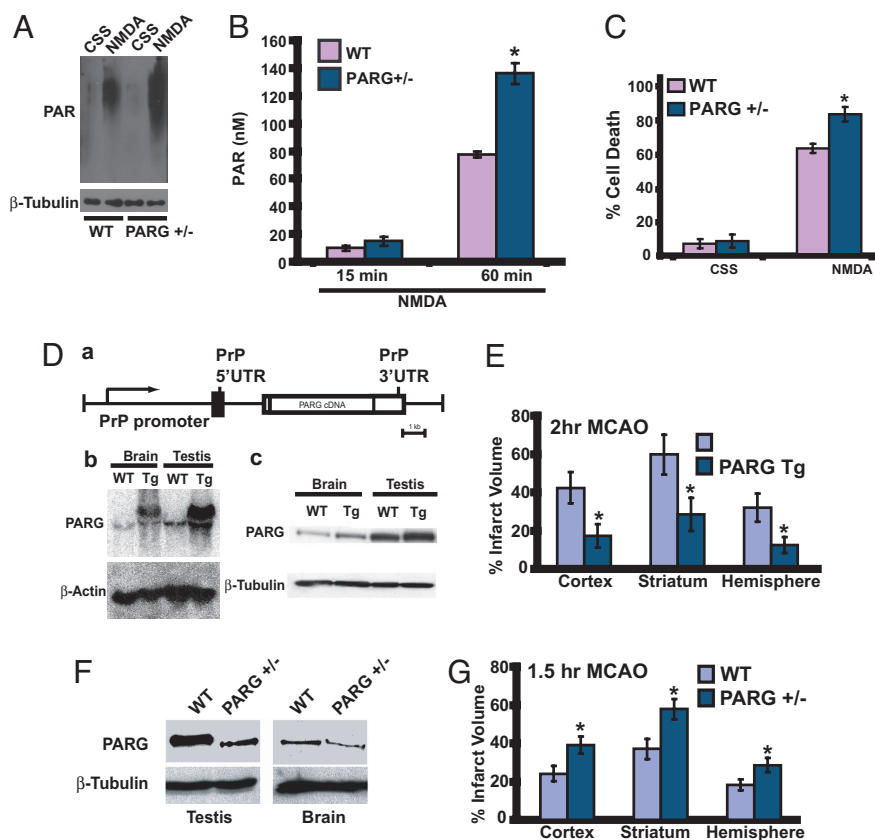 A
CSS
NMDA
CSS
NMDA
PAR
β-Tubulin
WT PARG +/-
B
WT
PARG+/-
*
PAR (nM)
160
140
120
100
80
60
40
20
0
15 min 60 min
NMDA
C
WT
PARG +/-
*
% Cell Death
100
80
60
40
20
0
CSS NMDA
D
a
PrP PrP
5'UTR 3'UTR
PARG cDNA
PrP promoter
1 kb
b
Brain Testis
WT Tg WT Tg
PARG
β-Actin
c
Brain Testis
WT Tg WT Tg
PARG
β-Tubulin
E
2hr MCAO
PARG Tg
* * *
% Infarct Volume
80
60
40
20
0
Cortex Striatum Hemisphere
F
WT PARG +/- WT PARG +/-
PARG
β-Tubulin
Testis Brain
G
1.5 hr MCAO
WT
PARG +/-
* * *
% Infarct Volume
80
60
40
20
0
Cortex Striatum Hemisphere